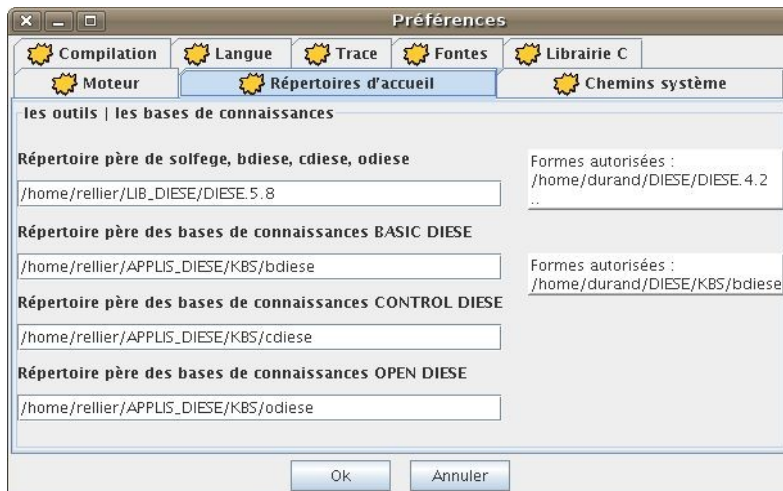 Préférences
Compilation
Langue
Trace
Fontes
Librairie C
Moteur
Répertoires d'accueil
Chemins système
les outils | les bases de connaissances
Répertoire père de solfege, bdiese, cdiese, odiese
/home/rellier/LIB_DIESE/DIESE.5.8
Formes autorisées :
/home/durand/DIESE/DIESE.4.2
..
Répertoire père des bases de connaissances BASIC DIESE
/home/rellier/APPLIS_DIESE/KBS/bdiese
Formes autorisées :
/home/durand/DIESE/KBS/bdiese
Répertoire père des bases de connaissances CONTROL DIESE
/home/rellier/APPLIS_DIESE/KBS/cdiese
Répertoire père des bases de connaissances OPEN DIESE
/home/rellier/APPLIS_DIESE/KBS/odiese
Ok
Annuler